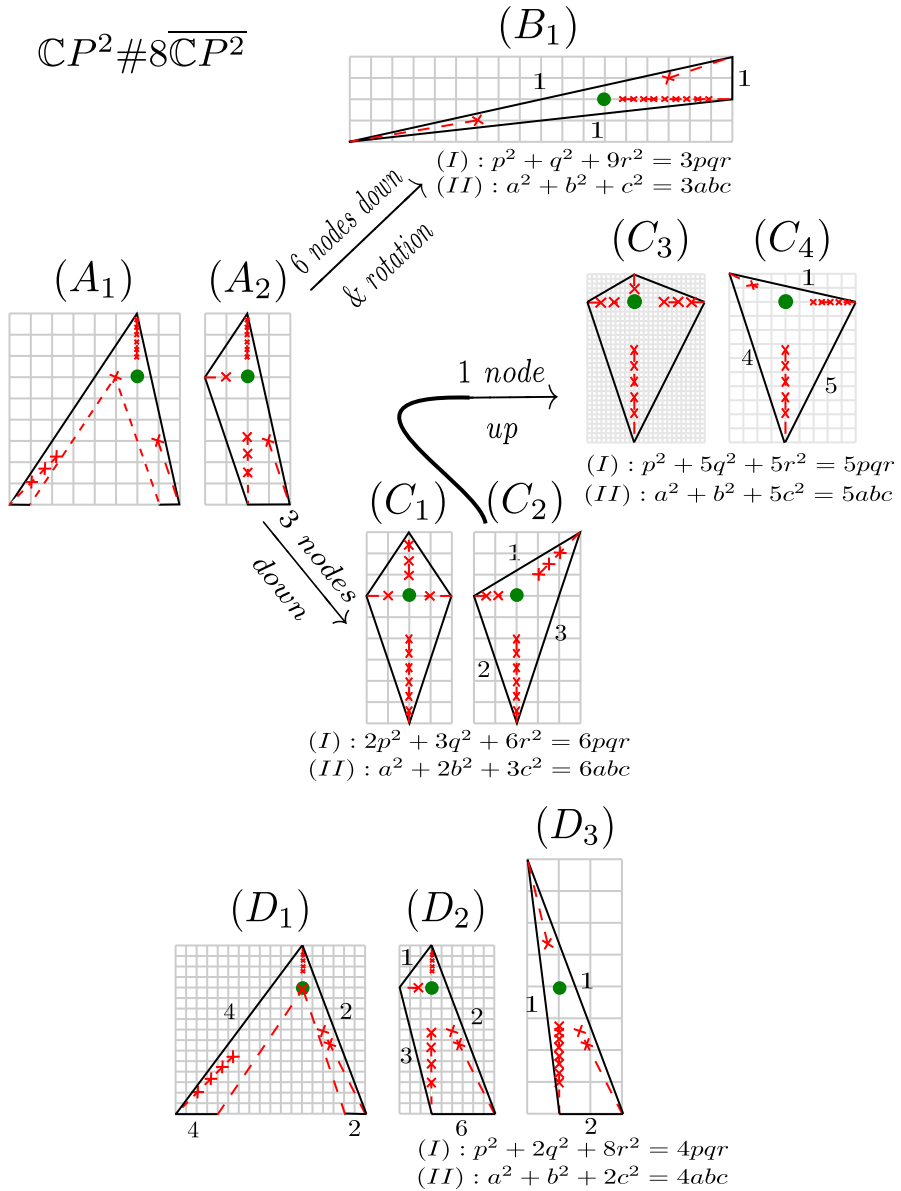 ℂP²#8\overline{ℂP²}
(B₁)
1
1
1
(I) : p² + q² + 9r² = 3pqr
(II) : a² + b² + c² = 3abc
6 nodes down
& rotation
(A₁) (A₂)
(C₃) (C₄)
1
4
5
(I) : p² + 5q² + 5r² = 5pqr
(II) : a² + b² + 5c² = 5abc
1 node
up
3 nodes
down
(C₁) (C₂)
1
3
2
(I) : 2p² + 3q² + 6r² = 6pqr
(II) : a² + 2b² + 3c² = 6abc
(D₁) (D₂) (D₃)
4
2
4
2
1
2
3
6
1
1
2
(I) : p² + 2q² + 8r² = 4pqr
(II) : a² + b² + 2c² = 4abc